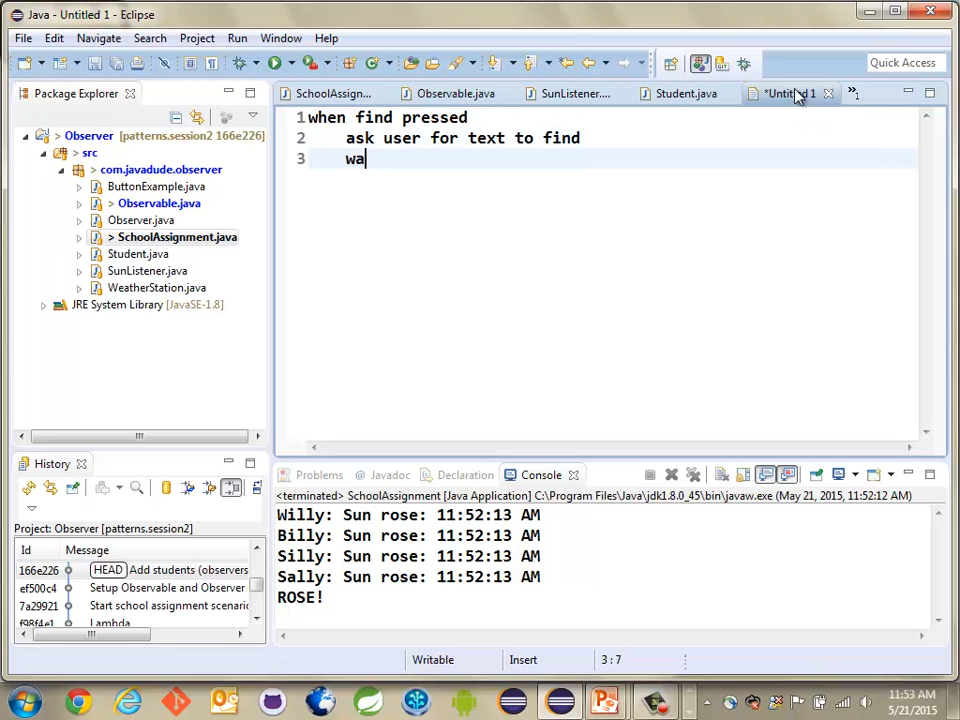 Java - Untitled 1 - Eclipse
File Edit Navigate Search Project Run Window Help
Quick Access
Package Explorer
> Observer [patterns.session2 166e226]
> src
> com.javadude.observer
ButtonExample.java
> Observable.java
Observer.java
> SchoolAssignment.java
Student.java
SunListener.java
WeatherStation.java
JRE System Library [JavaSE-1.8]
SchoolAssign... Observable.java SunListener.... Student.java *Untitled 1 »1
1 when find pressed
2 ask user for text to find
3 wa
History
Project: Observer [patterns.session2]
Id Message
166e226 HEAD Add students (observers
ef500c4 Setup Observable and Observer
7a29921 Start school assignment scenario
f98f4e1 Lambda
Problems @ Javadoc Declaration Console
<terminated> SchoolAssignment [Java Application] C:\Program Files\Java\jdk1.8.0_45\bin\javaw.exe (May 21, 2015, 11:52:12 AM)
Willy: Sun rose: 11:52:13 AM
Billy: Sun rose: 11:52:13 AM
Silly: Sun rose: 11:52:13 AM
Sally: Sun rose: 11:52:13 AM
ROSE!
Writable Insert 3 : 7
11:53 AM
5/21/2015